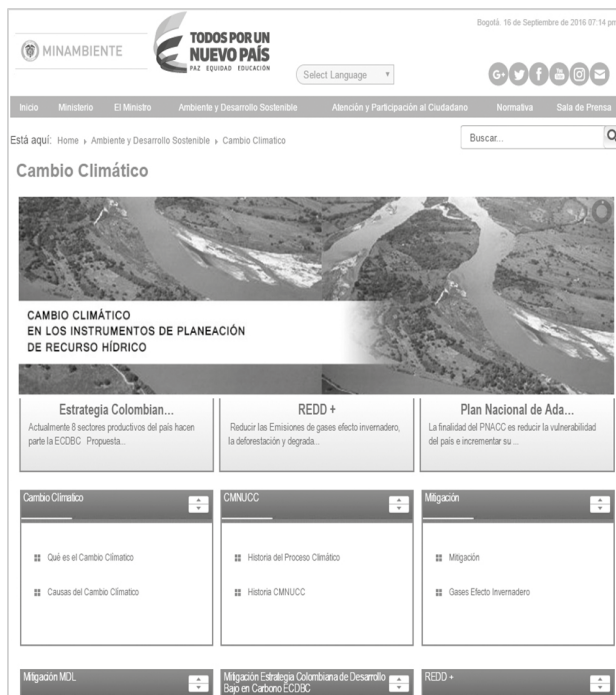 Bogotá. 16 de Septiembre de 2016 07:14 pm
MINAMBIENTE
TODOS POR UN
NUEVO PAÍS
PAZ EQUIDAD EDUCACIÓN
Select Language
Inicio Ministerio El Ministro Ambiente y Desarrollo Sostenible Atención y Participación al Ciudadano Normativa Sala de Prensa
Está aquí: Home Ambiente y Desarrollo Sostenible Cambio Climatico
Buscar...
Cambio Climático
CAMBIO CLIMÁTICO
EN LOS INSTRUMENTOS DE PLANEACIÓN
DE RECURSO HÍDRICO
Estrategia Colombian...
Actualmente 8 sectores productivos del país hacen
parte la ECDBC Propuesta...
REDD +
Reducir las Emisiones de gases efecto invernadero,
la deforestación y degrada...
Plan Nacional de Ada...
La finalidad del PNACC es reducir la vulnerabilidad
del país e incrementar su ...
Cambio Climatico
Qué es el Cambio Climatico
Causas del Cambio Climatico
CMNUCC
Historia del Proceso Climático
Historia CMNUCC
Mitigación
Mitigación
Gases Efecto Invernadero
Mitigación MDL
Mitigación Estrategia Colombiana de Desarrollo
Bajo en Carbono ECDBC
REDD +